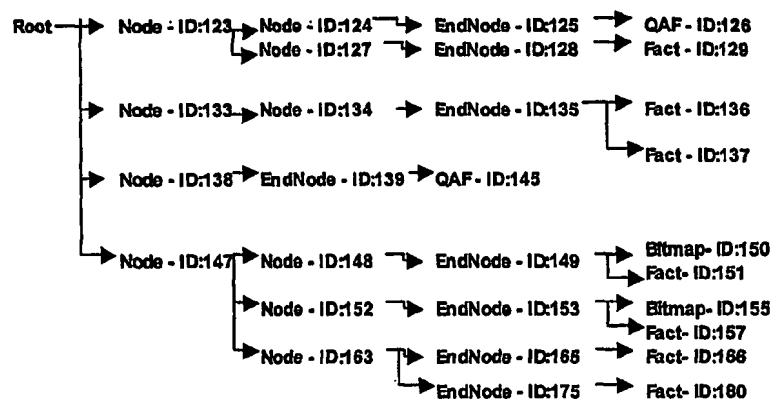 Root Node - ID:123 Node - ID:124 EndNode - ID:125 QAF - ID:126
Node - ID:127 EndNode - ID:128 Fact - ID:129
Node - ID:133 Node - ID:134 EndNode - ID:135 Fact - ID:136
Fact - ID:137
Node - ID:138 EndNode - ID:139 QAF - ID:145
Node - ID:147 Node - ID:148 EndNode - ID:149 Bitmap- ID:150
Fact- ID:151
Node - ID:152 EndNode - ID:153 Bitmap- ID:155
Fact - ID:157
Node - ID:163 EndNode - ID:165 Fact - ID:166
EndNode - ID:175 Fact - ID:180